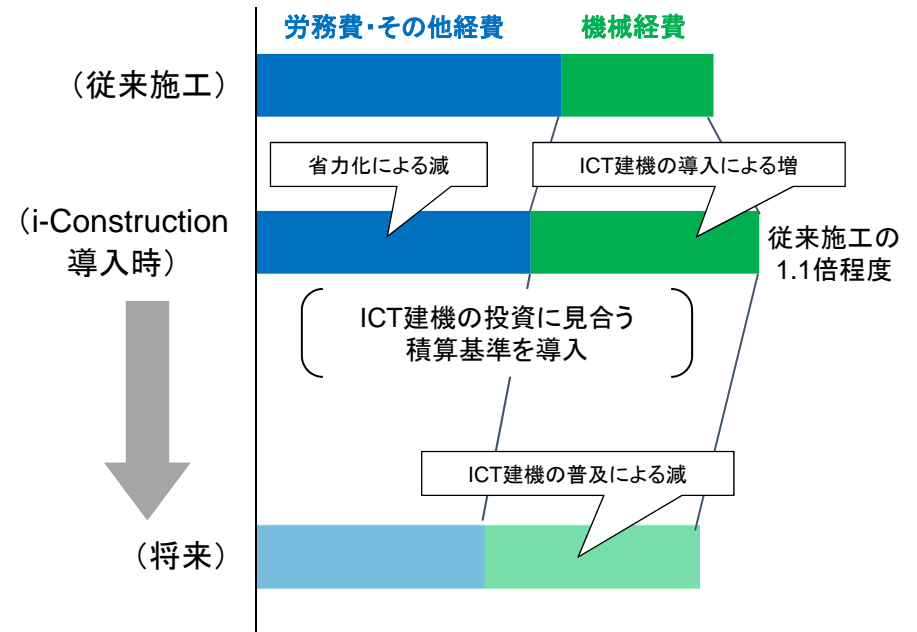 労務費・その他経費
機械経費
（従来施工）
省力化による減
ICT建機の導入による増
（i-Construction
導入時）
従来施工の
1.1倍程度
ICT建機の投資に見合う
積算基準を導入
ICT建機の普及による減
（将来）